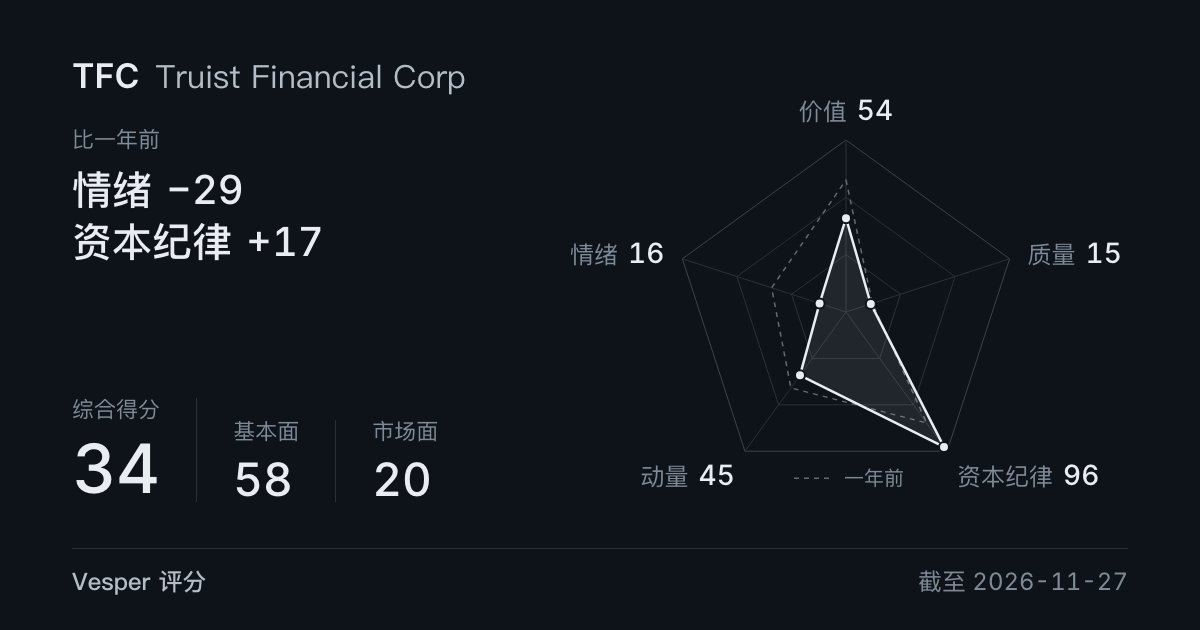 TFC Truist Financial Corp
比一年前
情绪 −29
资本纪律 +17
综合得分
34
基本面
58
市场面
20
价值 54
情绪 16
质量 15
动量 45
一年前
资本纪律 96
Vesper 评分
截至 2026-11-27